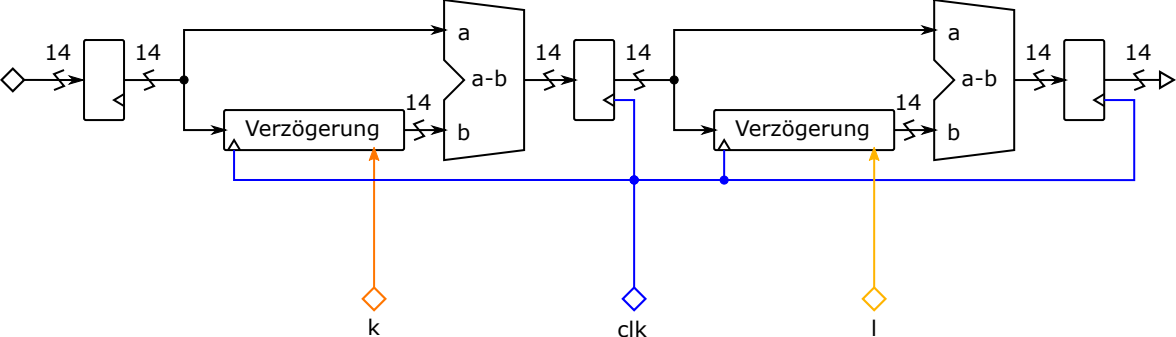 14 14 a 14 14 a 14 14
a-b a-b
14 14
Verzögerung b Verzögerung b
k clk l